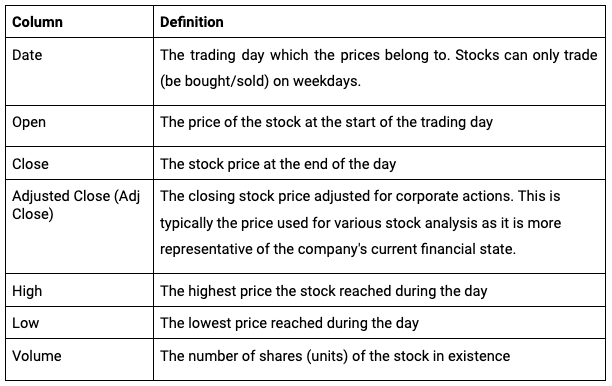 Column Definition
Date The trading day which the prices belong to. Stocks can only trade
(be bought/sold) on weekdays.
Open The price of the stock at the start of the trading day
Close The stock price at the end of the day
Adjusted Close (Adj
Close)
The closing stock price adjusted for corporate actions. This is
typically the price used for various stock analysis as it is more
representative of the company's current financial state.
High The highest price the stock reached during the day
Low The lowest price reached during the day
Volume The number of shares (units) of the stock in existence